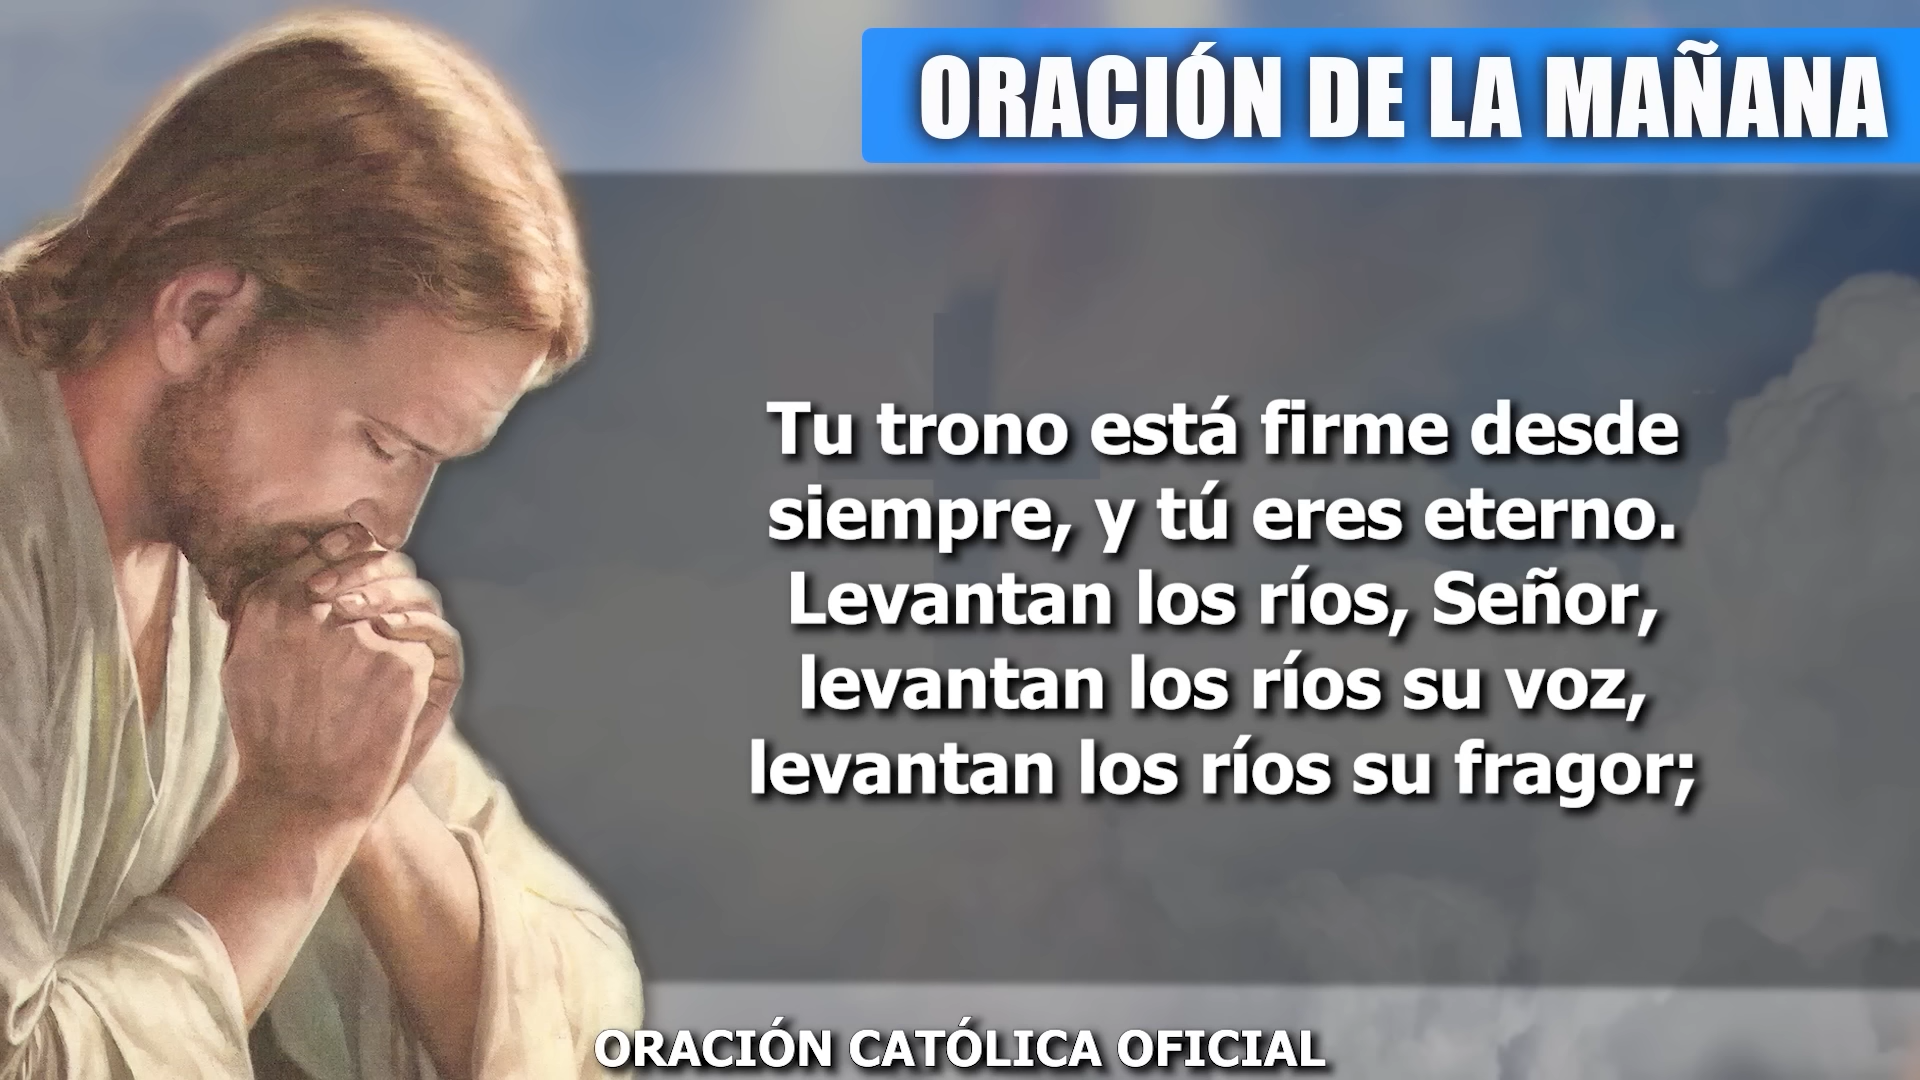 ORACIÓN DE LA MAÑANA
Tu trono está firme desde
siempre, y tú eres eterno.
Levantan los ríos, Señor,
levantan los ríos su voz,
levantan los ríos su fragor;
ORACIÓN CATÓLICA OFICIAL